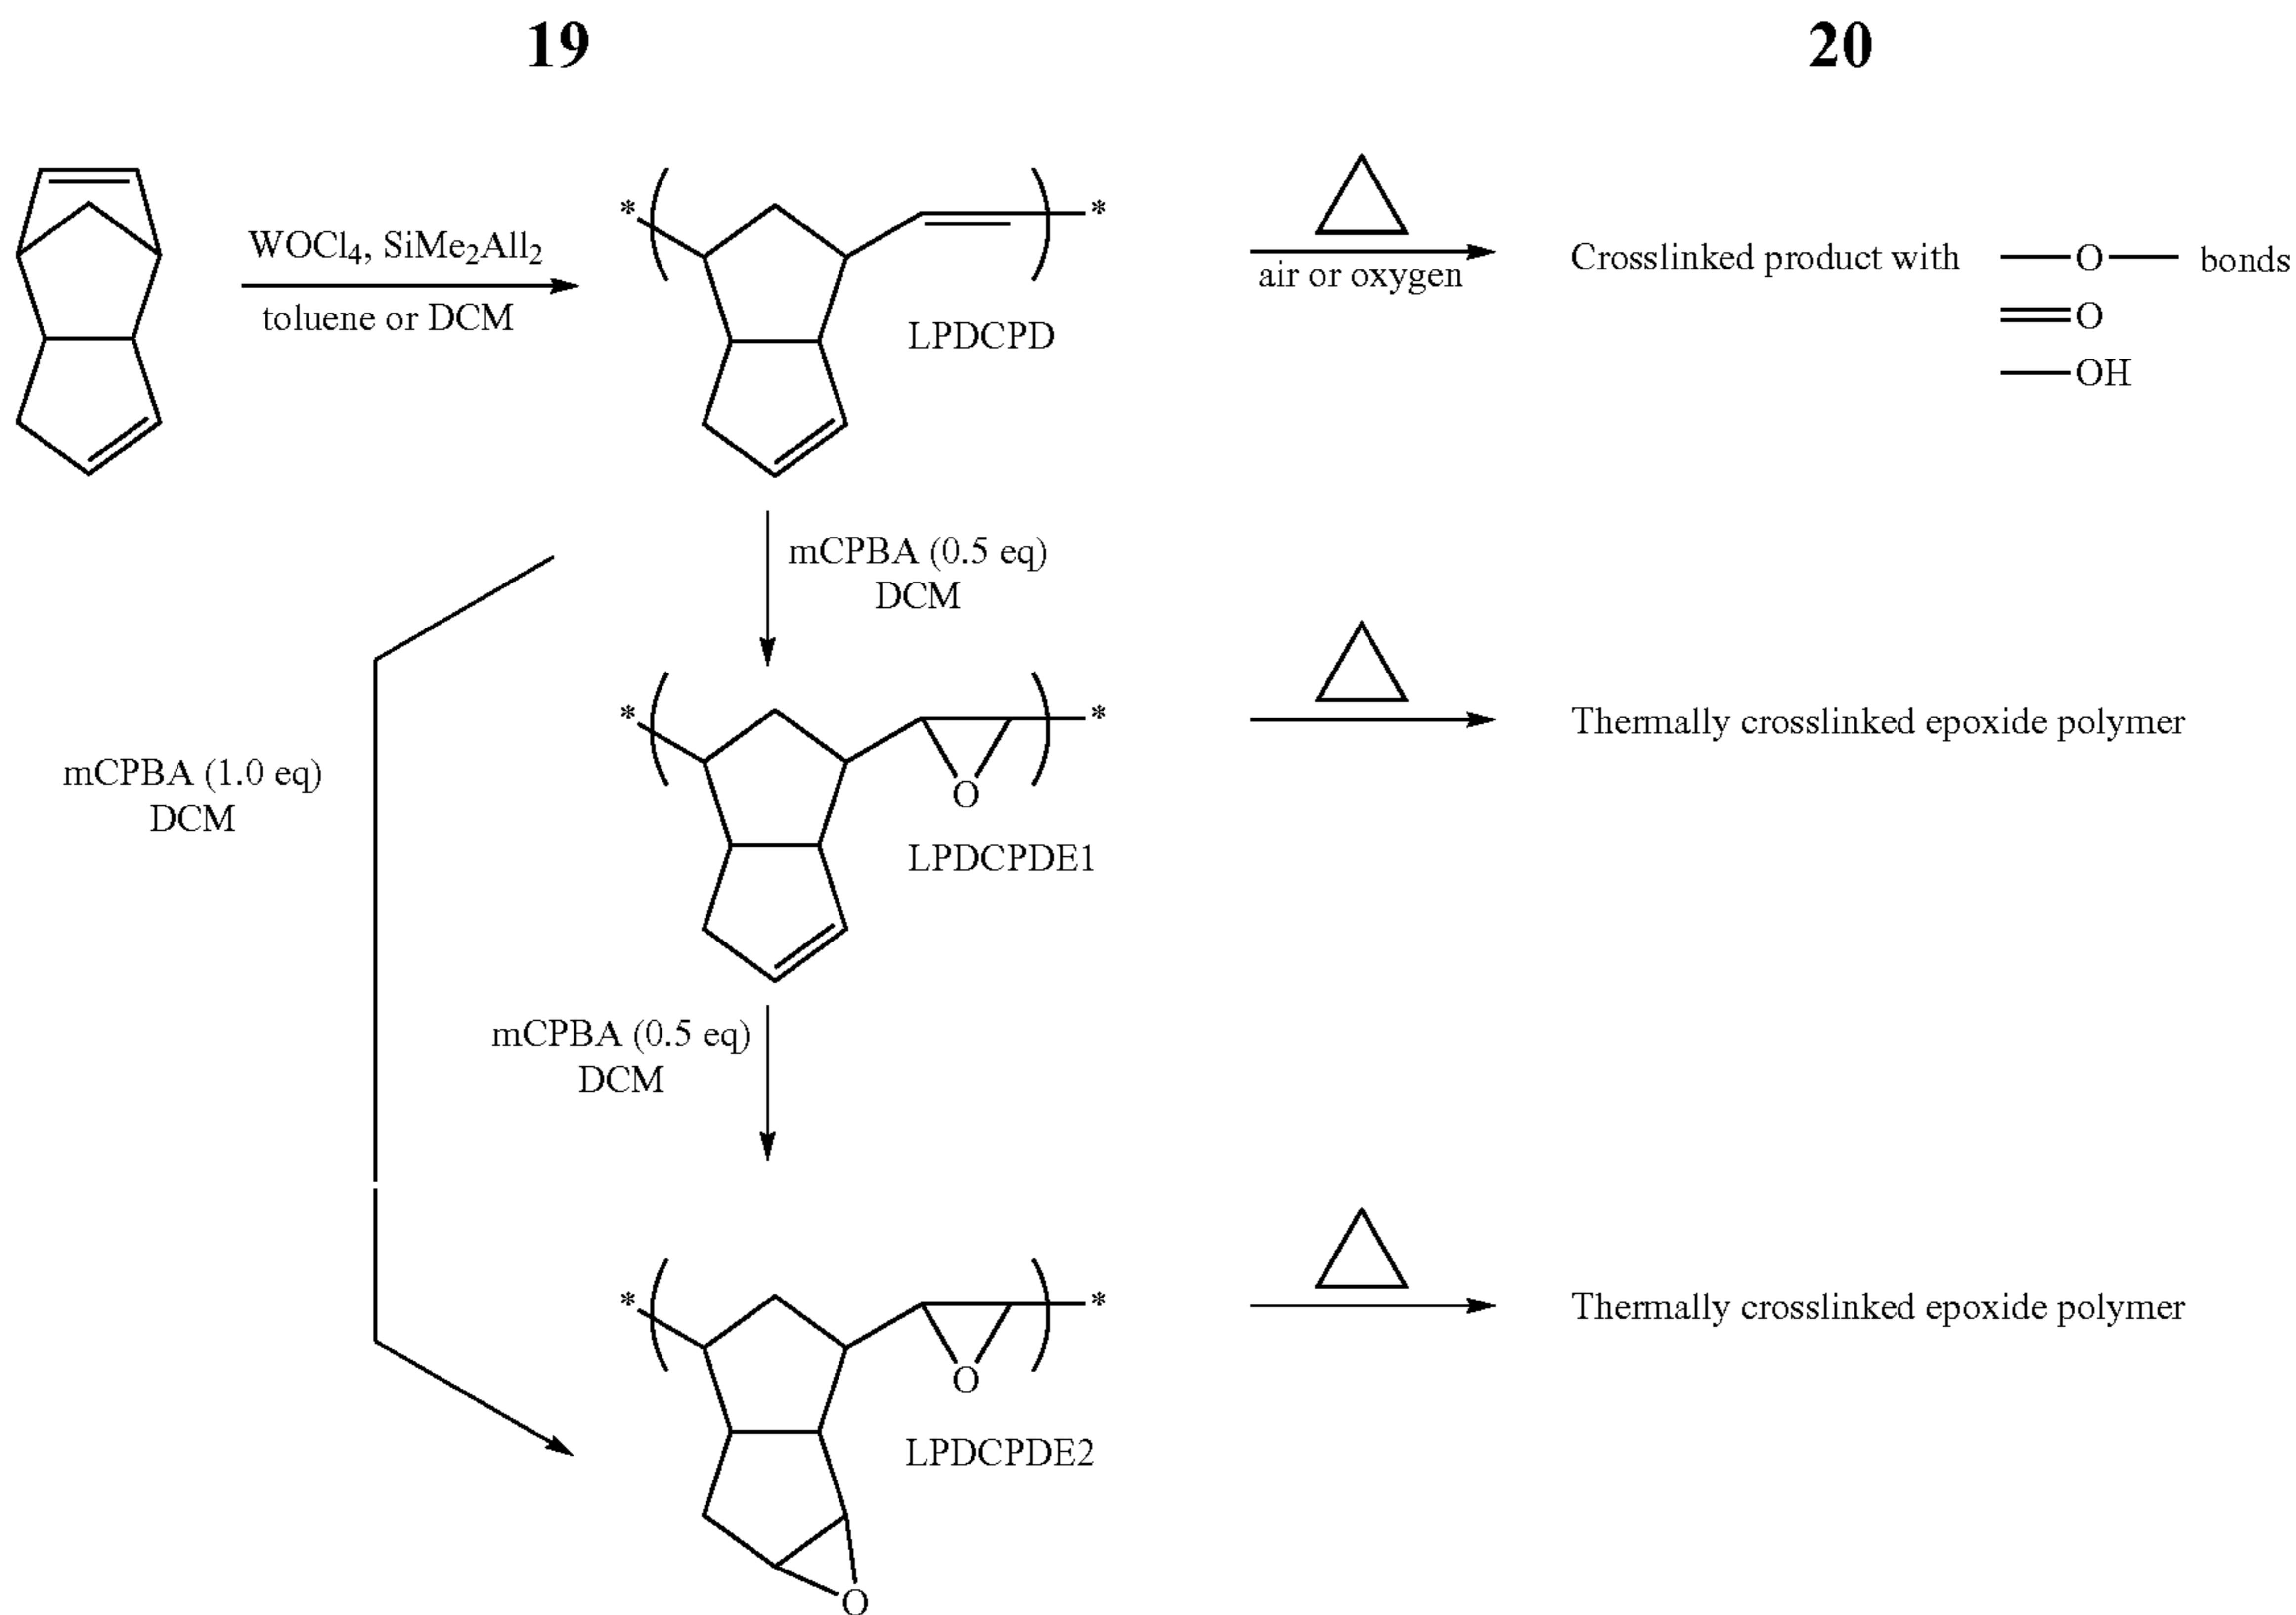 19
20
WOCl4, SiMe2All2
toluene or DCM
*
*
LPDCPD
air or oxygen
Crosslinked product with
O
bonds
O
OH
mCPBA (0.5 eq)
DCM
mCPBA (1.0 eq)
DCM
*
*
O
LPDCPDE1
Thermally crosslinked epoxide polymer
mCPBA (0.5 eq)
DCM
*
*
O
LPDCPDE2
O
Thermally crosslinked epoxide polymer